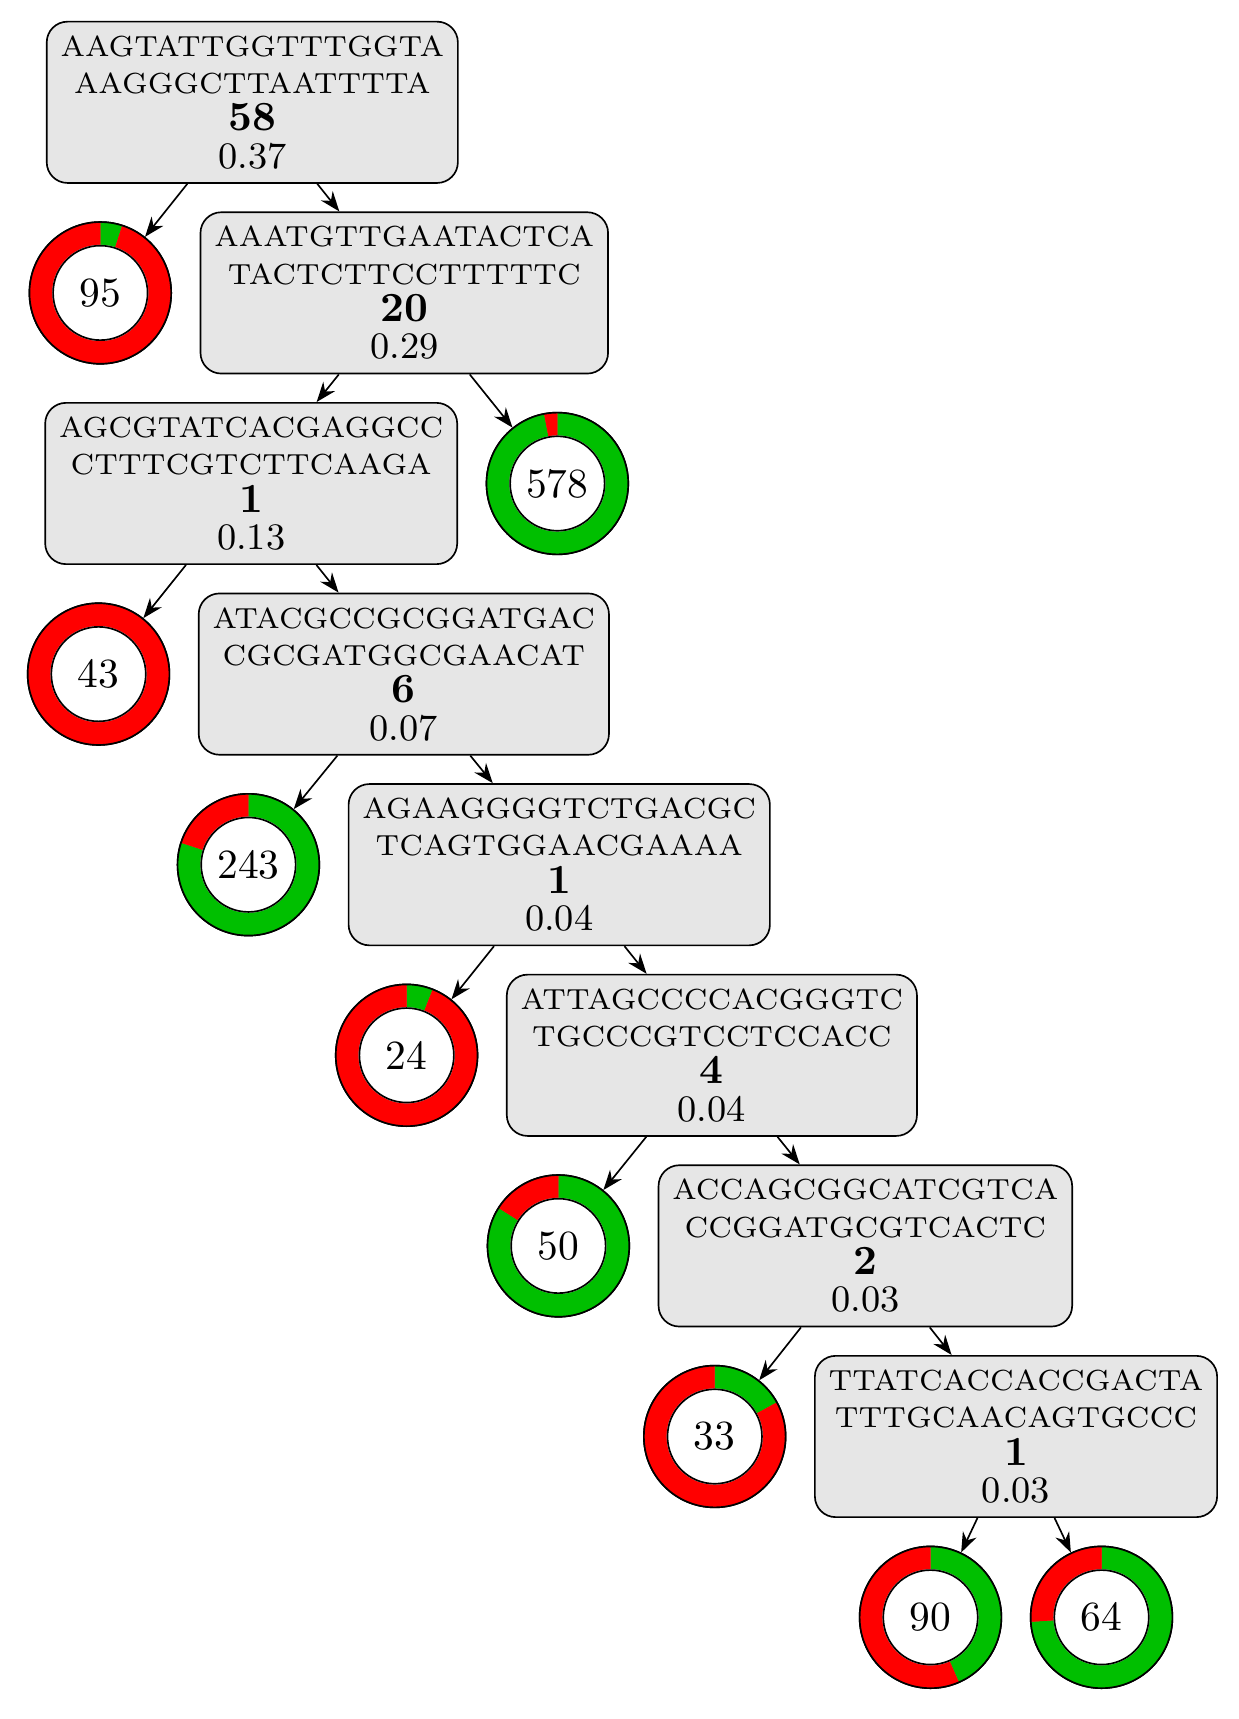 AAGTATTGGTTTGGTA
AAGGGCTTAATTTTA
58
0.37
95
AAATGTTGAATACTCA
TACTCTTCCTTTTTC
20
0.29
AGCGTATCACGAGGCC
CTTTCGTCTTCAAGA
1
0.13
578
43
ATACGCCGCGGATGAC
CGCGATGGCGAACAT
6
0.07
243
AGAAGGGGTCTGACGC
TCAGTGGAACGAAAA
1
0.04
24
ATTAGCCCCACGGGTC
TGCCCGTCCTCCACC
4
0.04
50
ACCAGCGGCATCGTCA
CCGGATGCGTCACTC
2
0.03
33
TTATCACCACCGACTA
TTTGCAACAGTGCCC
1
0.03
90
64